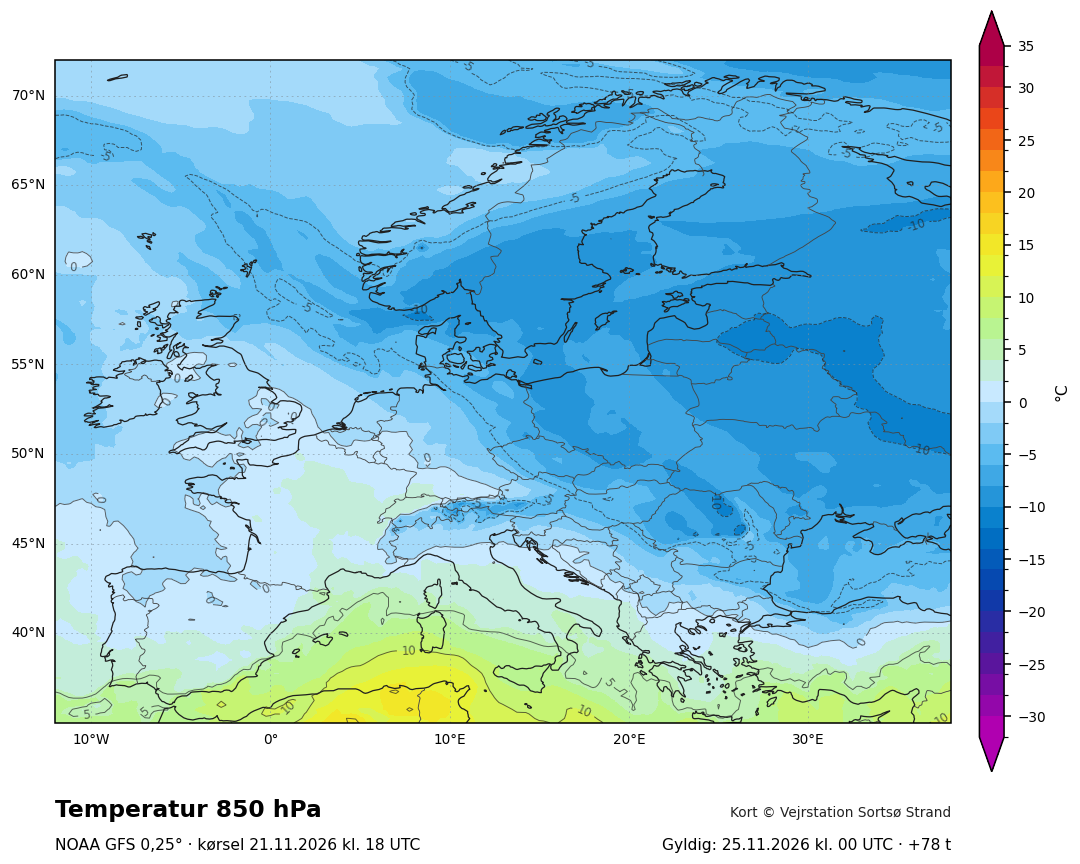 35
30
25
20
15
10
5
0
−5
−10
−15
−20
−25
−30
°C
70°N
65°N
60°N
55°N
50°N
45°N
40°N
10°W
0°
10°E
20°E
30°E
Temperatur 850 hPa
Kort © Vejrstation Sortsø Strand
NOAA GFS 0,25° · kørsel 21.11.2026 kl. 18 UTC
Gyldig: 25.11.2026 kl. 00 UTC · +78 t